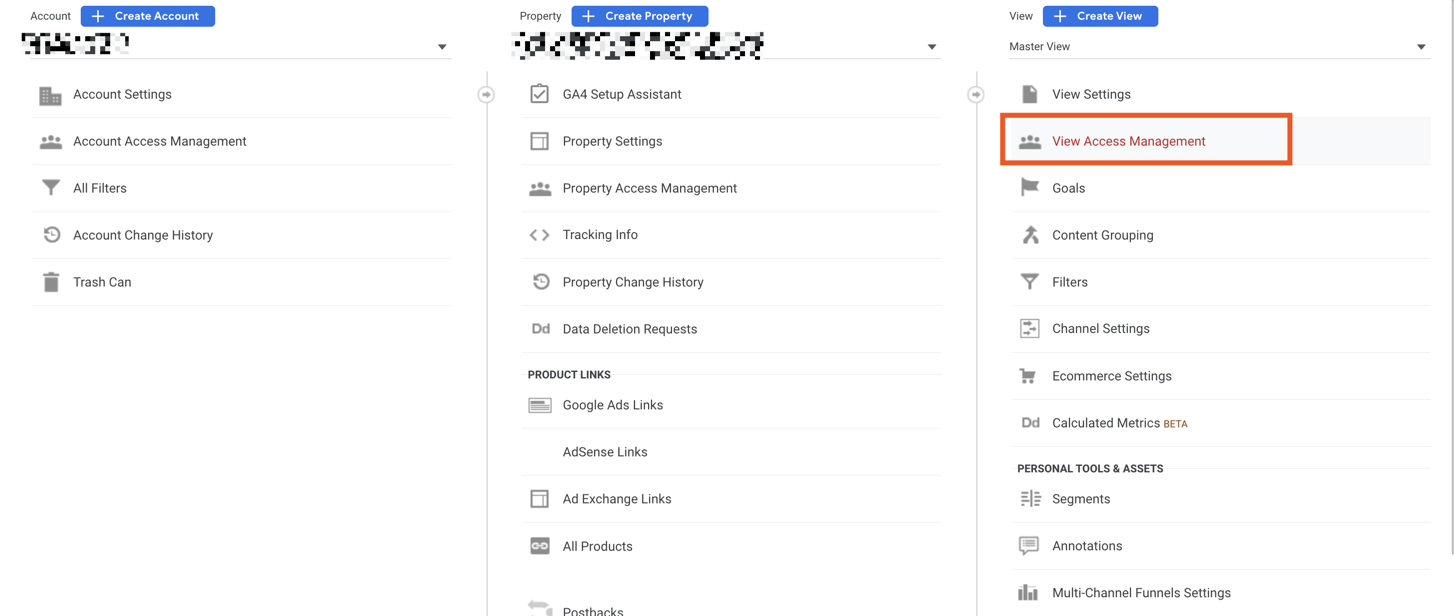 Account
Create Account
Account Settings
Account Access Management
All Filters
Account Change History
Trash Can
Property
Create Property
GA4 Setup Assistant
Property Settings
Property Access Management
Tracking Info
Property Change History
Dd Data Deletion Requests
PRODUCT LINKS
Google Ads Links
AdSense Links
Ad Exchange Links
All Products
Postbacks
View
Create View
Master View
View Settings
View Access Management
Goals
Content Grouping
Filters
Channel Settings
Ecommerce Settings
Dd Calculated Metrics BETA
PERSONAL TOOLS & ASSETS
Segments
Annotations
Multi-Channel Funnels Settings